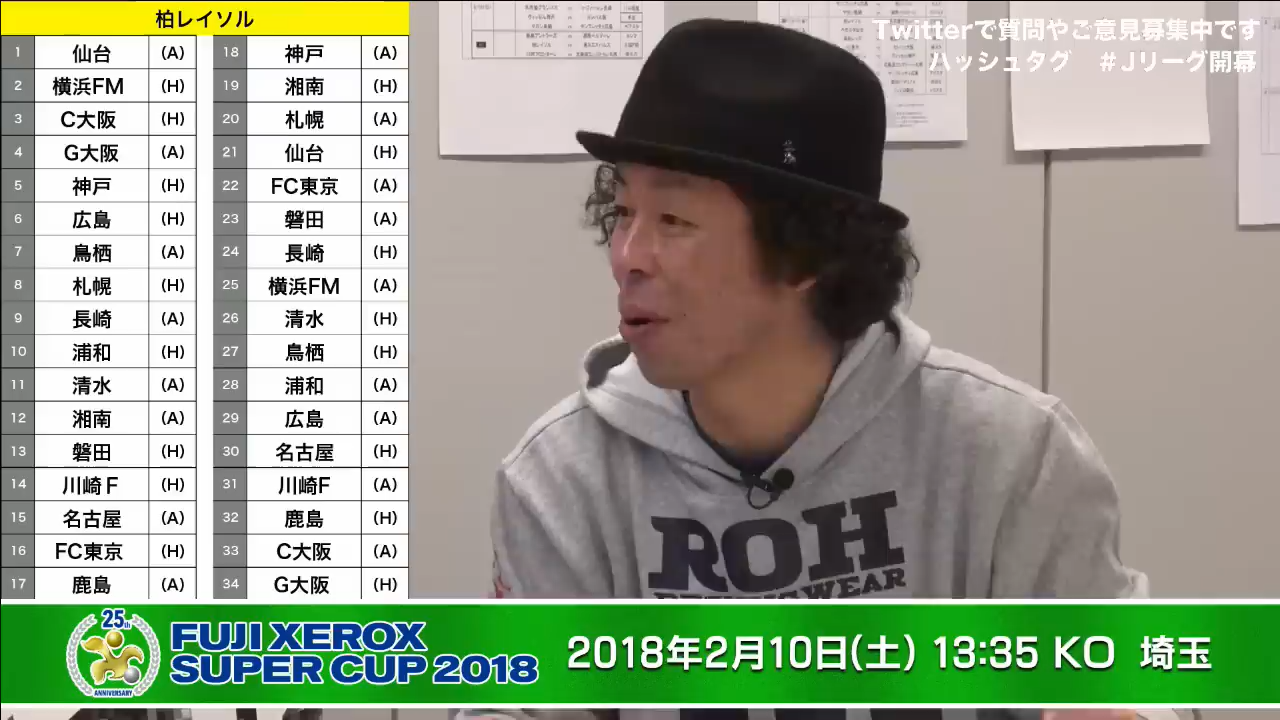 柏レイソル
1 仙台 (A) 18 神戸 (A)
2 横浜FM (H) 19 湘南 (H)
3 C大阪 (H) 20 札幌 (A)
4 G大阪 (A) 21 仙台 (H)
5 神戸 (H) 22 FC東京 (A)
6 広島 (H) 23 磐田 (A)
7 鳥栖 (A) 24 長崎 (H)
8 札幌 (H) 25 横浜FM (A)
9 長崎 (A) 26 清水 (H)
10 浦和 (H) 27 鳥栖 (H)
11 清水 (A) 28 浦和 (A)
12 湘南 (A) 29 広島 (A)
13 磐田 (H) 30 名古屋 (H)
14 川崎F (H) 31 川崎F (A)
15 名古屋 (A) 32 鹿島 (H)
16 FC東京 (H) 33 C大阪 (A)
17 鹿島 (A) 34 G大阪 (H)
Twitterで質問やご意見募集中です
ハッシュタグ #Jリーグ開幕
ROH
25th
ANNIVERSARY
FUJI XEROX
SUPER CUP 2018
2018年2月10日(土) 13:35 KO 埼玉